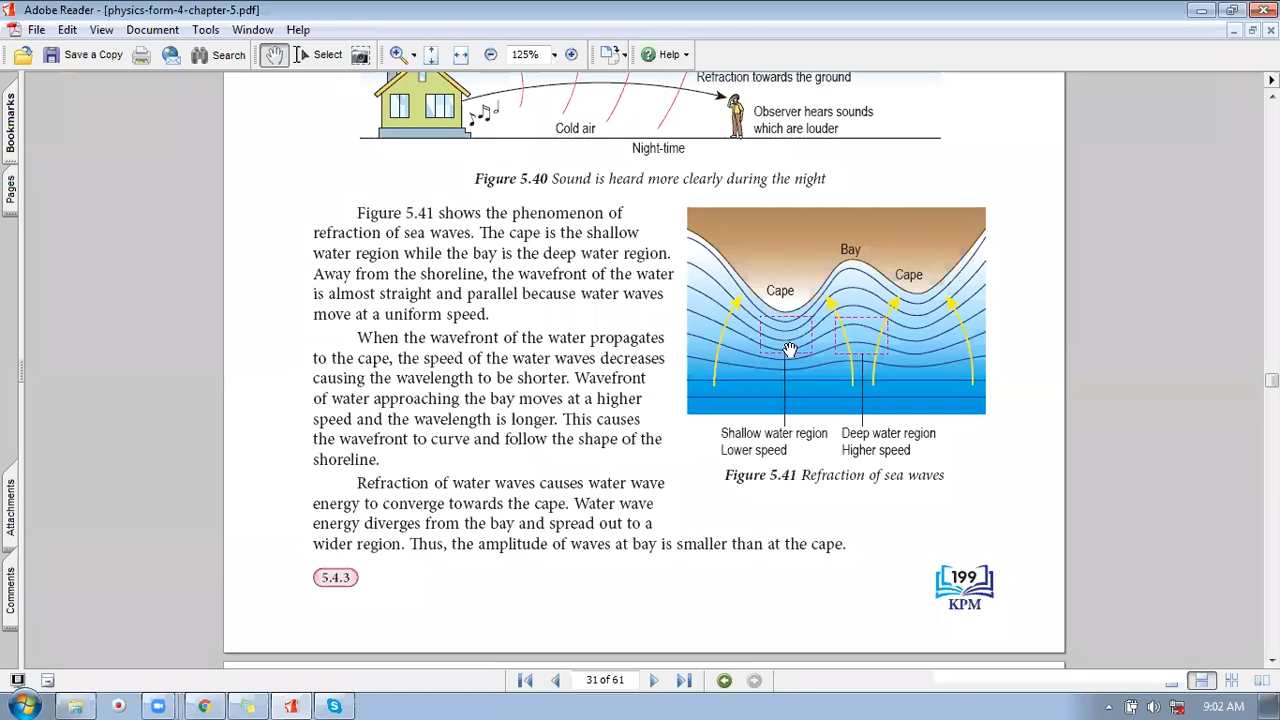 Adobe Reader - [physics-form-4-chapter-5.pdf]
File Edit View Document Tools Window Help
Save a Copy Search Select 125% Help
Bookmarks
Pages
Attachments
Comments
Refraction towards the ground
Observer hears sounds
which are louder
Cold air
Night-time
Figure 5.40 Sound is heard more clearly during the night
Figure 5.41 shows the phenomenon of
refraction of sea waves. The cape is the shallow
water region while the bay is the deep water region.
Away from the shoreline, the wavefront of the water
is almost straight and parallel because water waves
move at a uniform speed.
When the wavefront of the water propagates
to the cape, the speed of the water waves decreases
causing the wavelength to be shorter. Wavefront
of water approaching the bay moves at a higher
speed and the wavelength is longer. This causes
the wavefront to curve and follow the shape of the
shoreline.
Refraction of water waves causes water wave
energy to converge towards the cape. Water wave
energy diverges from the bay and spread out to a
wider region. Thus, the amplitude of waves at bay is smaller than at the cape.
Bay
Cape
Cape
Shallow water region
Lower speed
Deep water region
Higher speed
Figure 5.41 Refraction of sea waves
5.4.3
199
KPM
31 of 61
9:02 AM